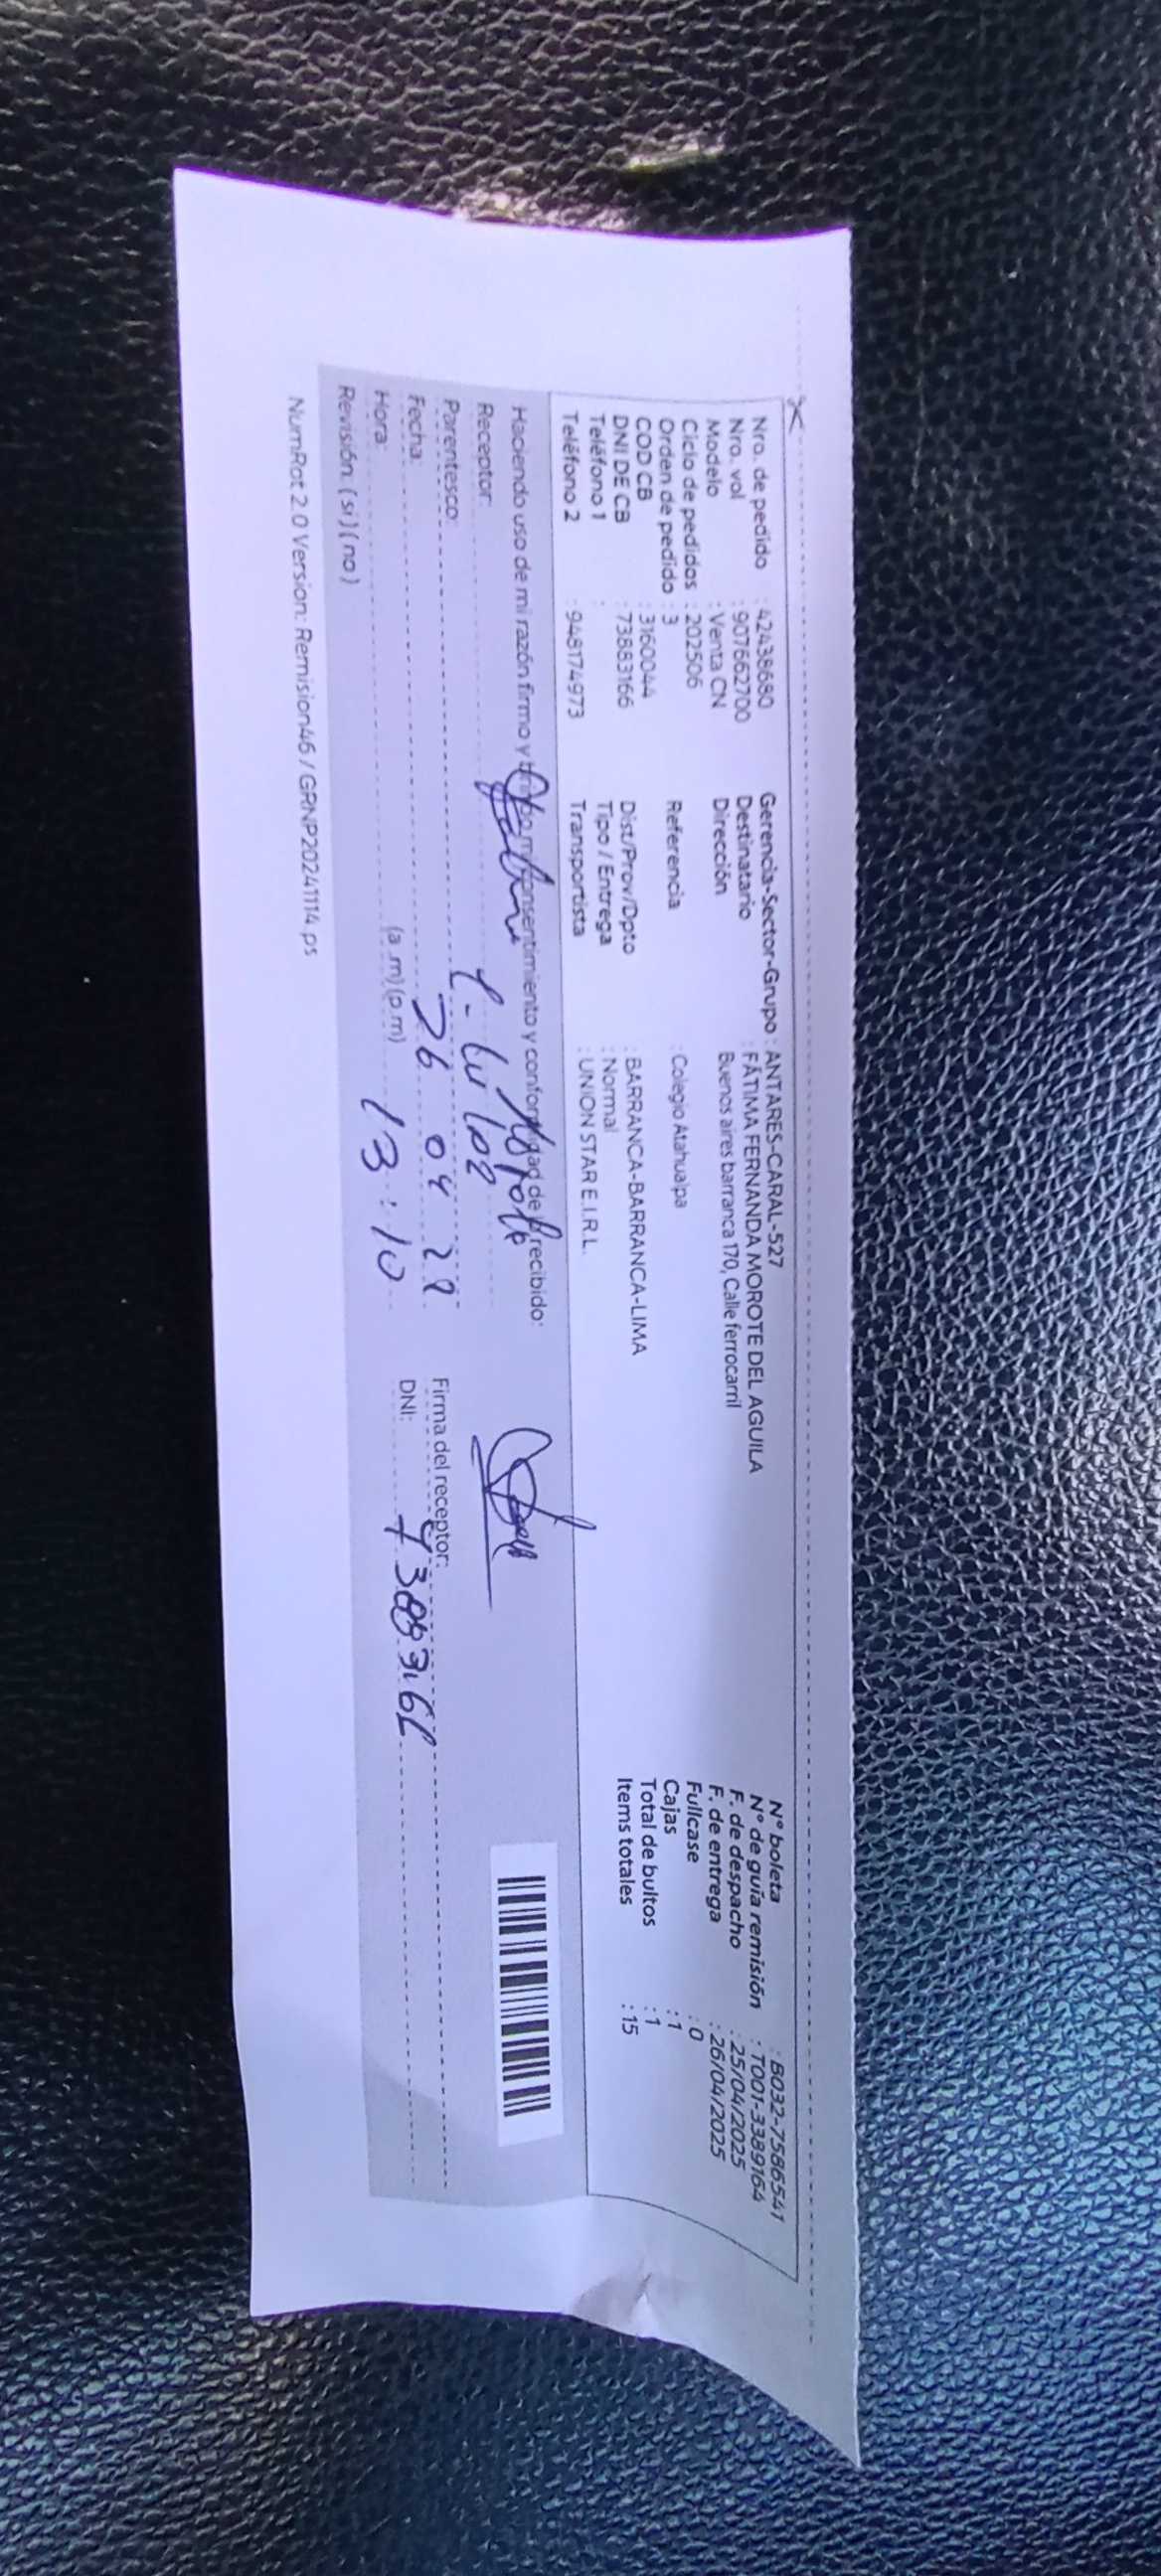 Nro. de pedido : 42438680
Nro. vol : 907662700
Modelo : Venta CN
Ciclo de pedidos : 202506
Orden de pedido : 3
COD CB : 3160044
DNI DE CB : 73883166
Teléfono 1 :
Teléfono 2 : 948174973
Gerencia-Sector-Grupo : ANTARES-CARAL-527
Destinatario : FÁTIMA FERNANDA MOROTE DEL AGUILA
Dirección Buenos aires barranca 170, Calle ferrocarril
Referencia : Colegio Atahualpa
Dist/Prov/Dpto : BARRANCA-BARRANCA-LIMA
Tipo / Entrega : Normal
Transportista : UNION STAR E.I.R.L.
N° boleta : B032-7586541
N° de guía remisión : T001-3389164
F. de despacho : 25/04/2025
F. de entrega : 26/04/2025
Fullcase : 0
Cajas : 1
Total de bultos : 1
Items totales : 15
Haciendo uso de mi razón firmo y consentimiento y conformidad de lo recibido:
Receptor: Morote
Parentesco:
Fecha: 26 04
Hora: (a.m) (p.m) 13:10
Revisión: (si) (no)
Firma del receptor:
DNI:
NumRot 2.0 Version: Remision46 / GRNP20241114.ps